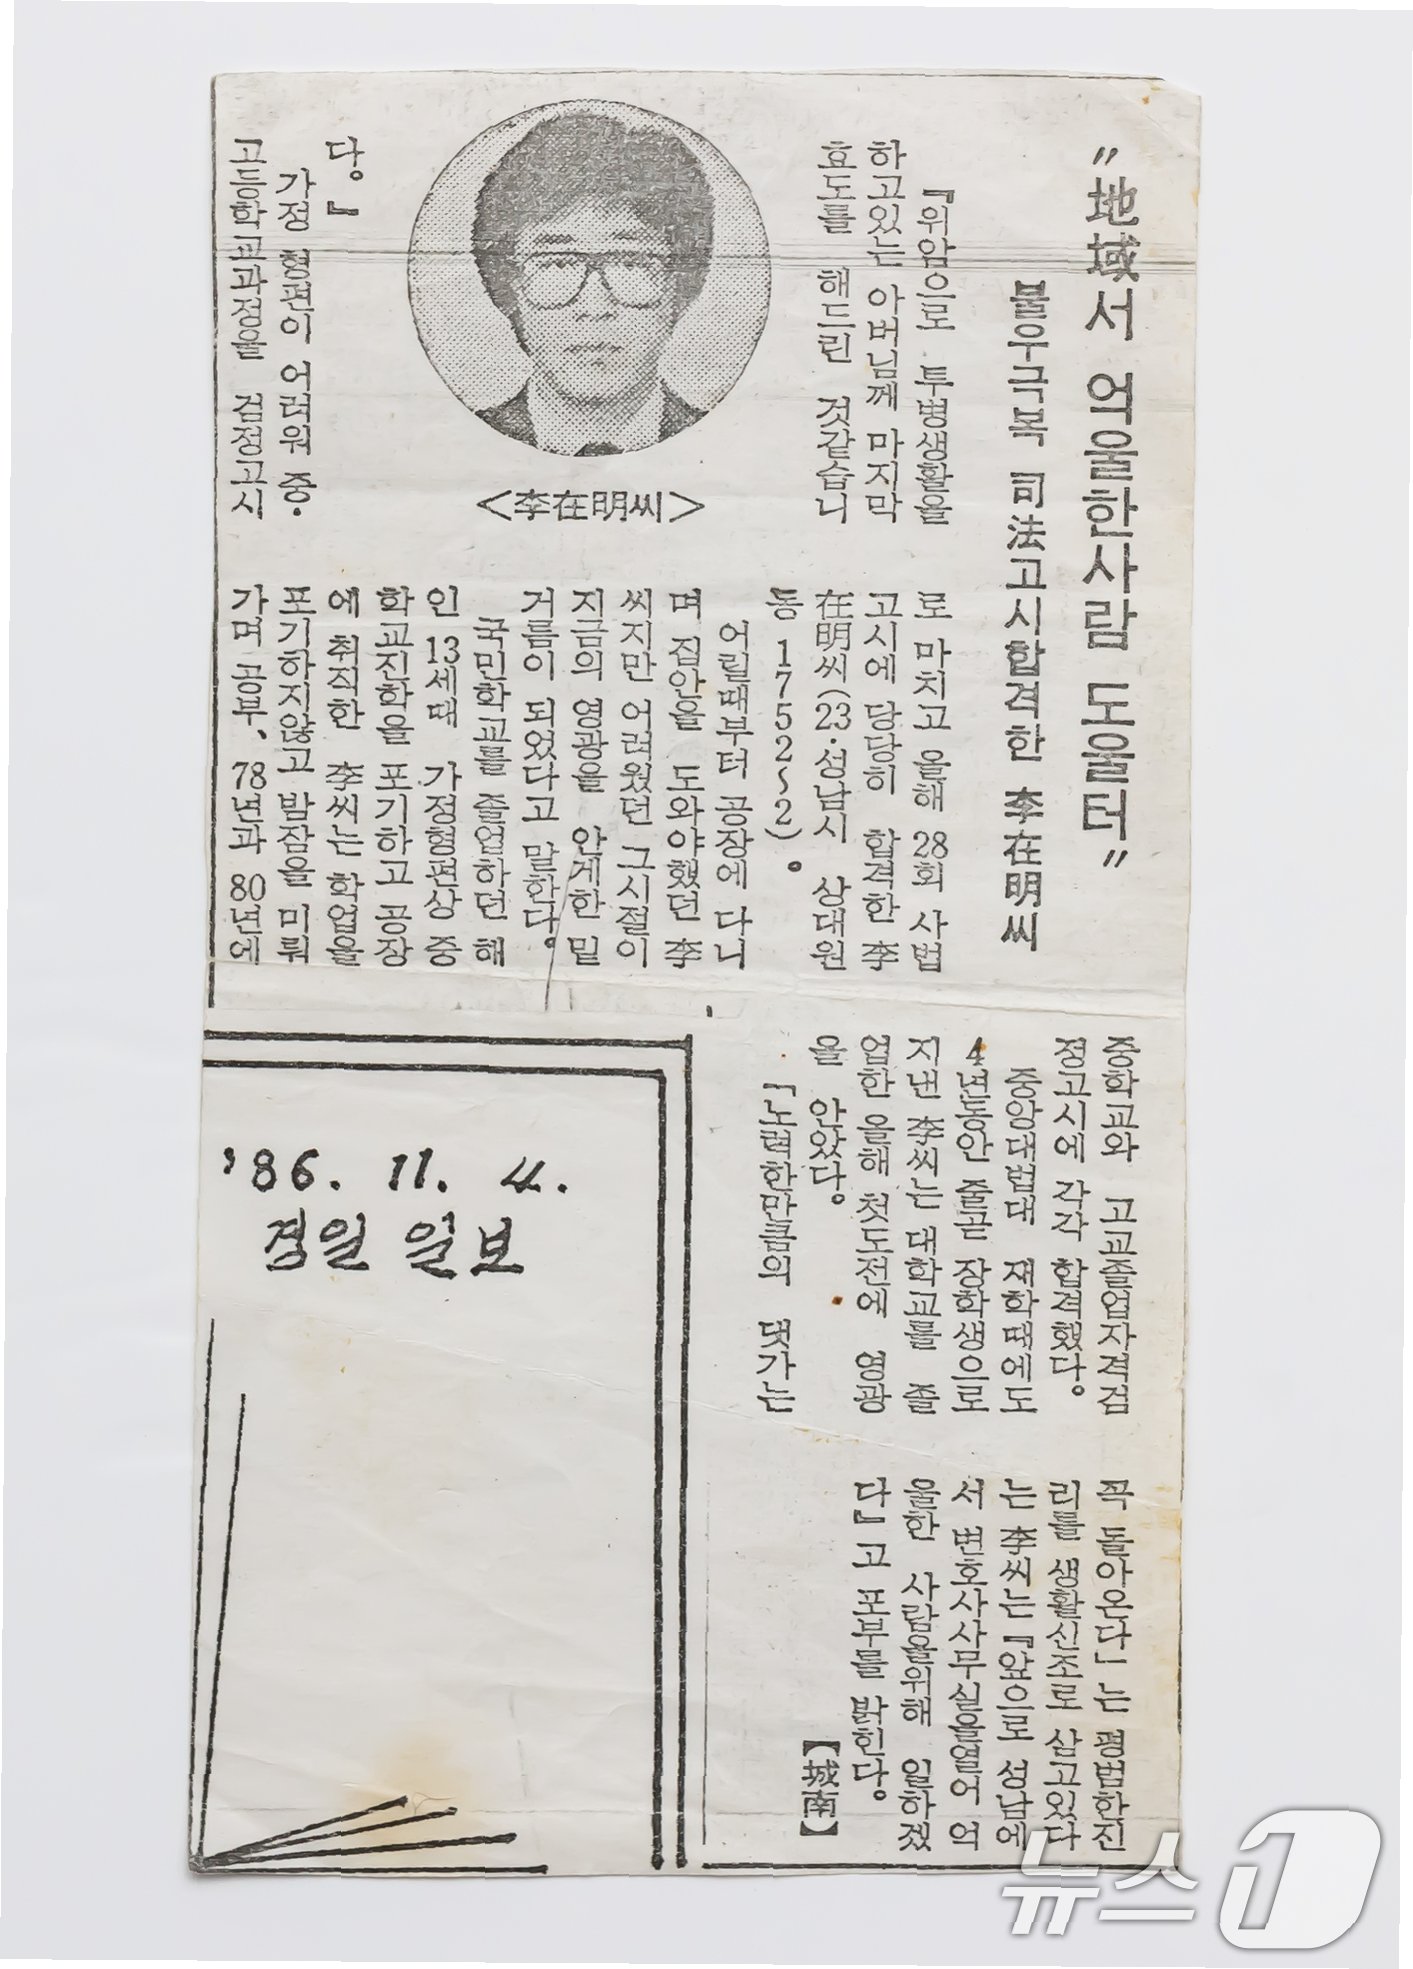 "地域서 억울한사람 도울터"
불우극복 司法고시합격한 李在明씨
『위암으로 투병생활을
하고있는 아버님께 마지막
효도를 해드린 것같습니
<李在明씨>
다。』
가정 형편이 어려워 중·
고등학교과정을 검정고시
로 마치고 올해 28회 사법
고시에 당당히 합격한 李
在明씨(23·성남시 상대원
동 1752~2)。
어릴때부터 공장에 다니
며 집안을 도와야했던 李
씨지만 어려웠던 그시절이
지금의 영광을 안게한 밑
거름이 되었다고 말한다。
국민학교를 졸업하던 해
인 13세때 가정형편상 중
학교진학을 포기하고 공장
에 취직한 李씨는 학업을
포기하지않고 밤잠을 미뤄
가며 공부、78년과 80년에
중학교와 고교졸업자격검
정고시에 각각 합격했다。
중앙대법대 재학때에도
4년동안 줄곧 장학생으로
지낸 李씨는 대학교를 졸
업한 올해 첫도전에 영광
을 안았다。
「노력한만큼의 댓가는
꼭 돌아온다」는 평범한진
리를 생활신조로 삼고있다
는 李씨는『앞으로 성남에
서 변호사사무실을열어 억
울한 사람을위해 일하겠
다』고 포부를 밝힌다。
【城南】
'86. 11. 4.
경인 일보
뉴스1